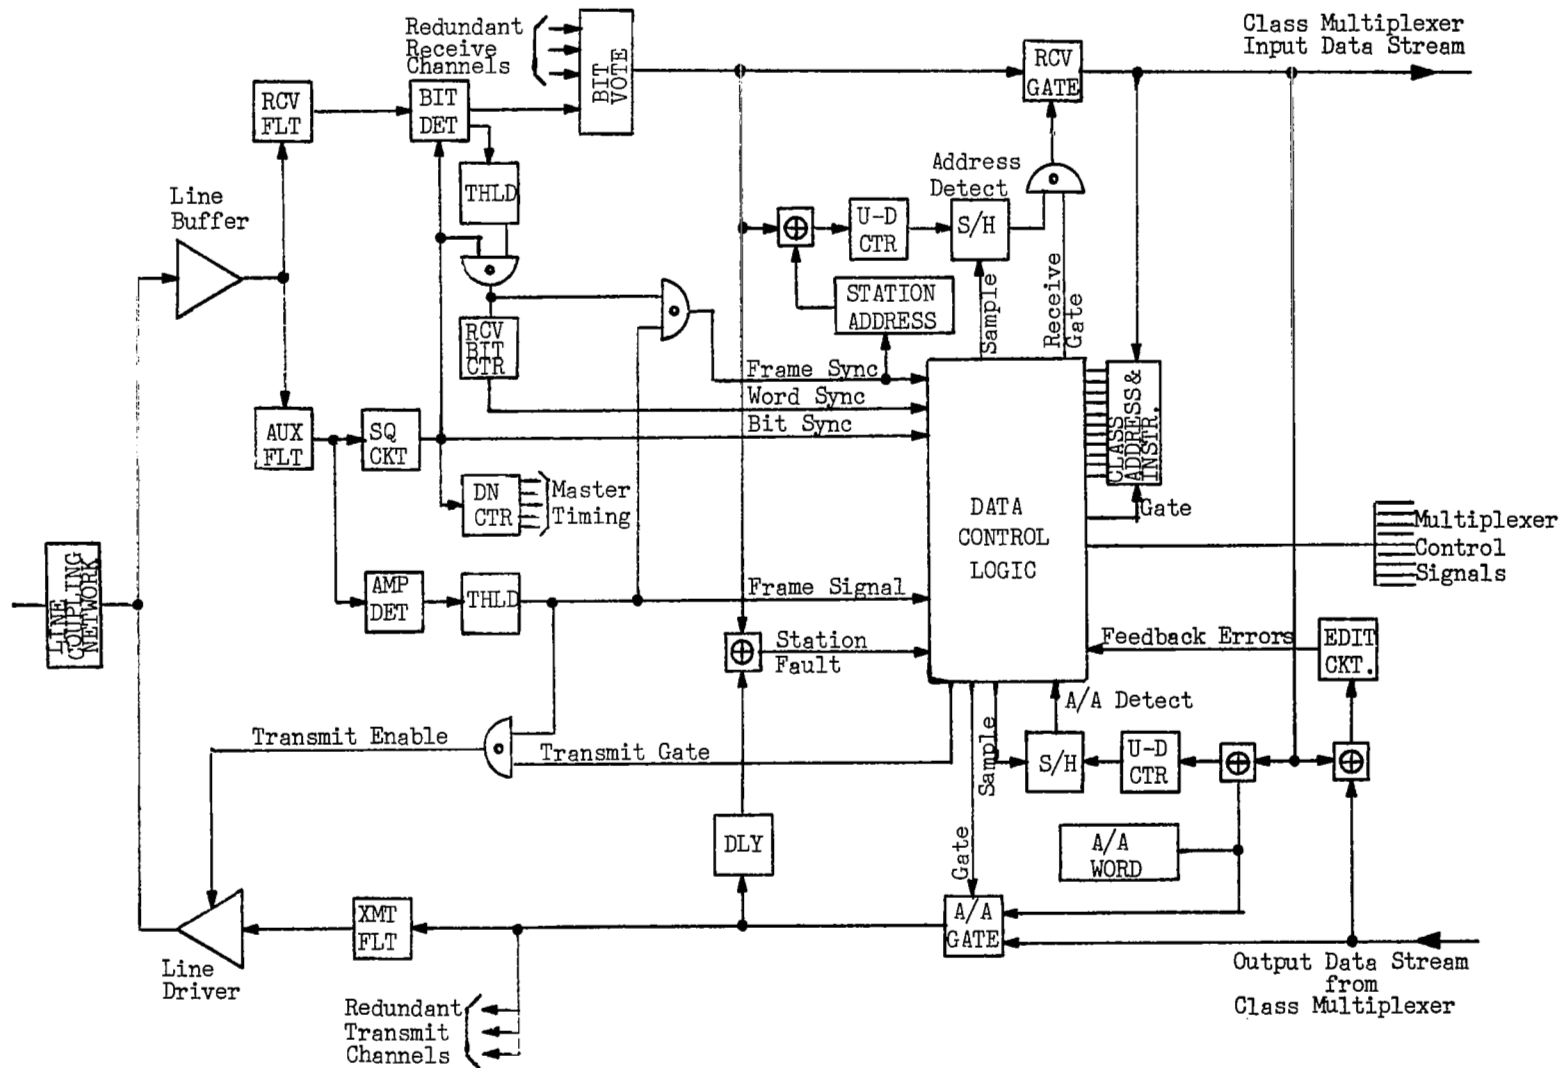 Redundant
Receive
Channels
BIT
VOTE
RCV
GATE
Class Multiplexer
Input Data Stream
RCV
FLT
BIT
DET
THLD
Line
Buffer
Address
Detect
U-D
CTR
S/H
STATION
ADDRESS
Sample
Receive
Gate
RCV
BIT
CTR
Frame Sync
Word Sync
Bit Sync
CLASS
ADDRESS &
INSTR.
Gate
AUX
FLT
SQ
CKT
DN
CTR
Master
Timing
DATA
CONTROL
LOGIC
Multiplexer
Control
Signals
LINE
COUPLING
NETWORK
AMP
DET
THLD
Frame Signal
Station
Fault
Feedback Errors
EDIT
CKT.
A/A Detect
Transmit Enable
Transmit Gate
Sample
S/H
U-D
CTR
DLY
Gate
A/A
WORD
XMT
FLT
A/A
GATE
Line
Driver
Output Data Stream
from
Class Multiplexer
Redundant
Transmit
Channels